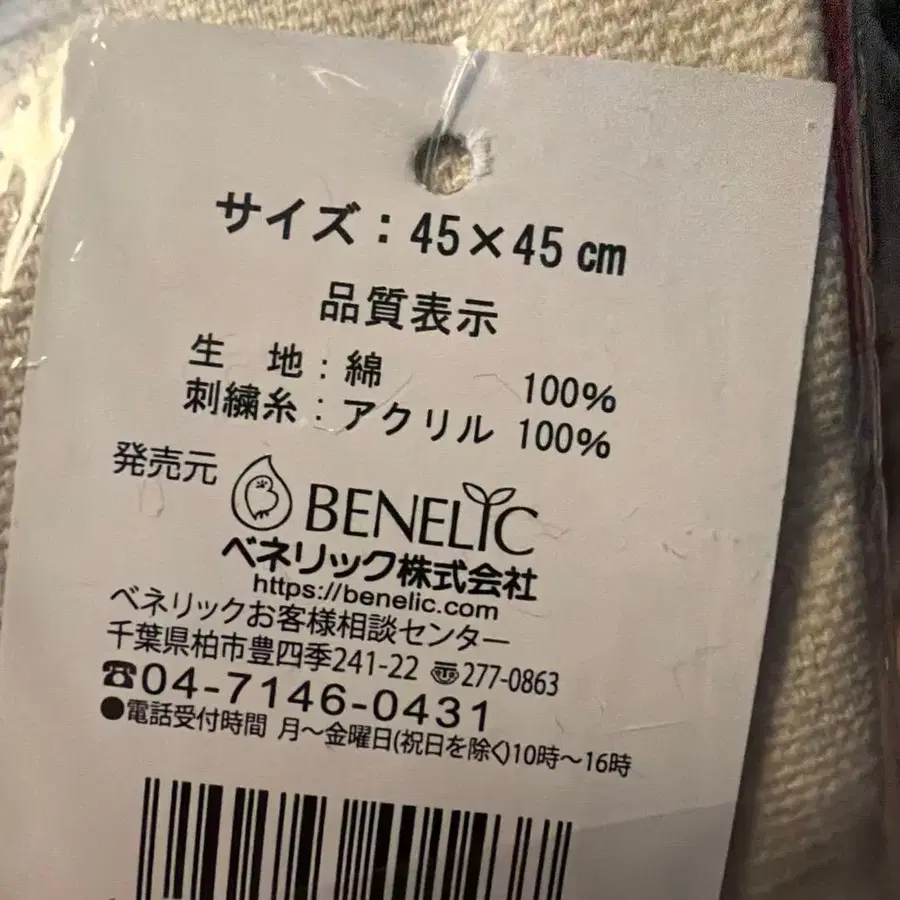 サイズ：45×45㎝
品質表示
生　地：綿　100％
刺繍糸：アクリル 100％
発売元 BENELIC
ベネリック株式会社
https://benelic.com
ベネリックお客様相談センター
千葉県柏市豊四季241-22 〠277-0863
☎04-7146-0431
●電話受付時間 月～金曜日(祝日を除く)10時～16時